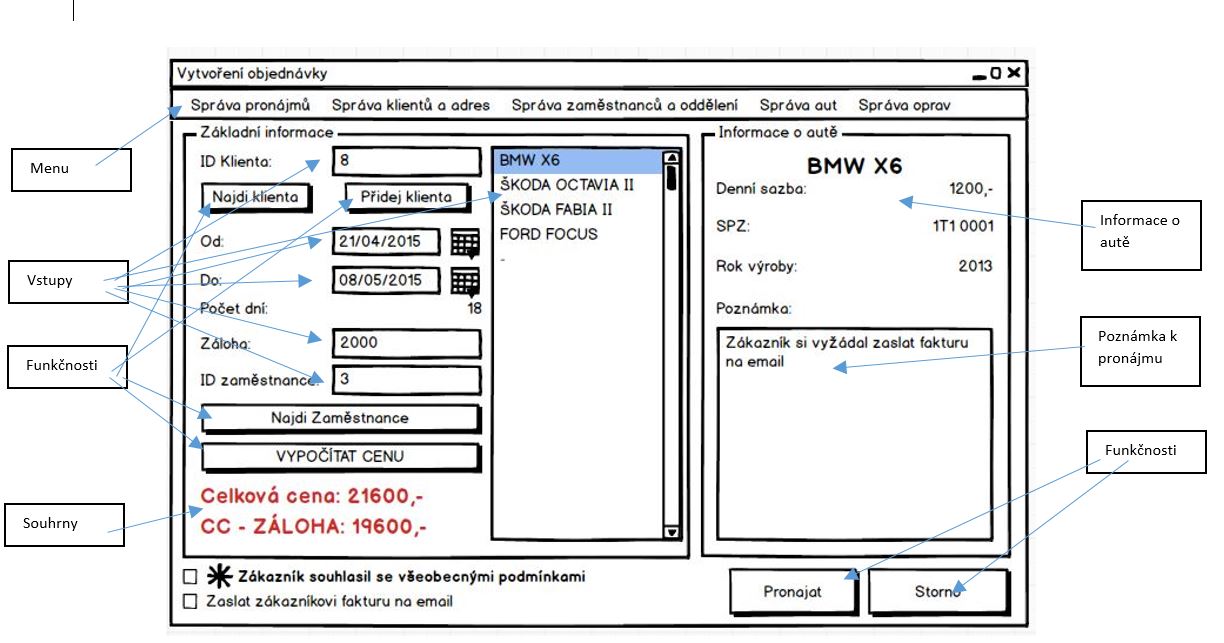 Vytvoření objednávky
Správa pronájmů Správa klientů a adres Správa zaměstnanců a oddělení Správa aut Správa oprav
Menu
Vstupy
Funkčnosti
Souhrny
Základní informace
ID Klienta: 8
Najdi klienta Přidej klienta
Od: 21/04/2015
Do: 08/05/2015
Počet dní: 18
Záloha: 2000
ID zaměstnance: 3
Najdi Zaměstnance
VYPOČÍTAT CENU
Celková cena: 21600,-
CC - ZÁLOHA: 19600,-
BMW X6
ŠKODA OCTAVIA II
ŠKODA FABIA II
FORD FOCUS
-
Informace o autě
BMW X6
Denní sazba: 1200,-
SPZ: 1T1 0001
Rok výroby: 2013
Poznámka:
Zákazník si vyžádal zaslat fakturu
na email
Zákazník souhlasil se všeobecnými podmínkami
Zaslat zákazníkovi fakturu na email
Pronajat Storno
Informace o
autě
Poznámka k
pronájmu
Funkčnosti